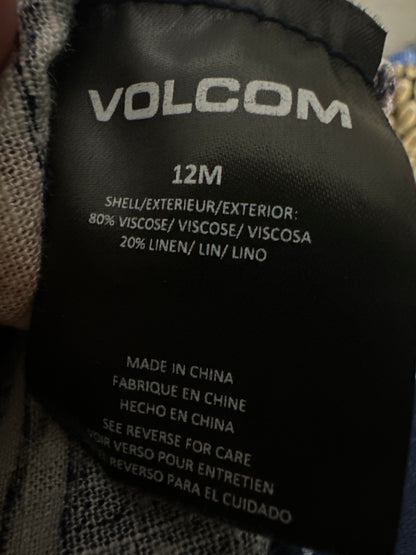 VOLCOM
12M
SHELL/EXTERIEUR/EXTERIOR:
80% VISCOSE/ VISCOSE/ VISCOSA
20% LINEN/ LIN/ LINO
MADE IN CHINA
FABRIQUE EN CHINE
HECHO EN CHINA
SEE REVERSE FOR CARE
VOIR VERSO POUR ENTRETIEN
REVERSO PARA EL CUIDADO